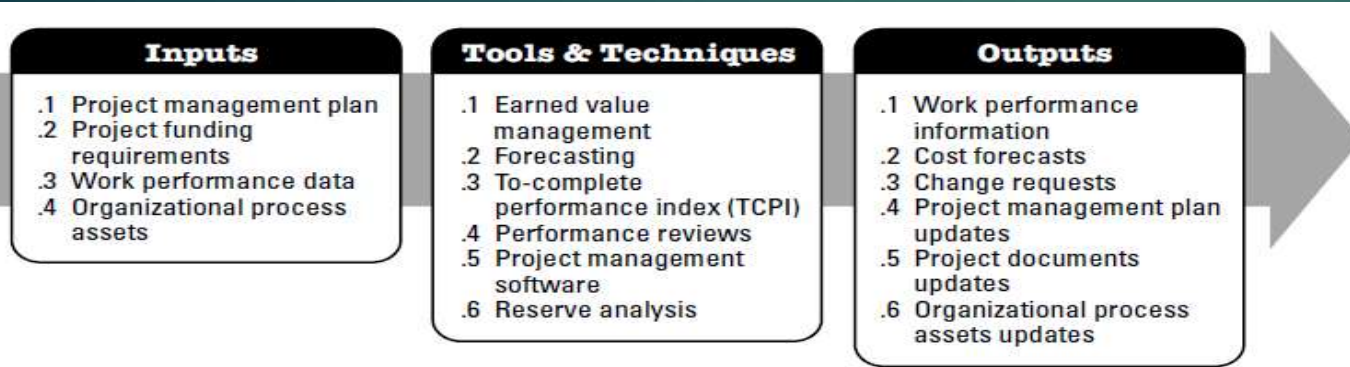 Inputs
.1 Project management plan
.2 Project funding
requirements
.3 Work performance data
.4 Organizational process
assets
Tools & Techniques
.1 Earned value
management
.2 Forecasting
.3 To-complete
performance index (TCPI)
.4 Performance reviews
.5 Project management
software
.6 Reserve analysis
Outputs
.1 Work performance
information
.2 Cost forecasts
.3 Change requests
.4 Project management plan
updates
.5 Project documents
updates
.6 Organizational process
assets updates